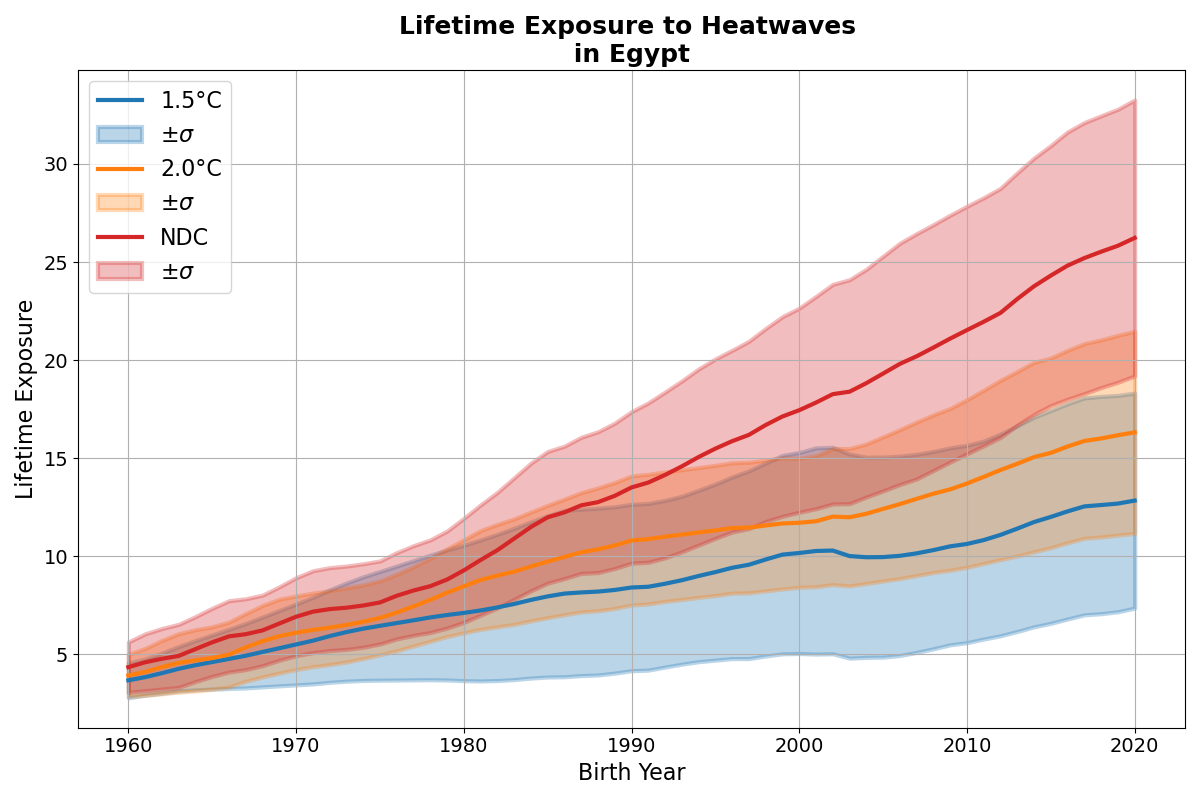 Lifetime Exposure to Heatwaves
in Egypt
1.5°C
±σ
2.0°C
±σ
NDC
±σ
Lifetime Exposure
30
25
20
15
10
5
1960
1970
1980
1990
2000
2010
2020
Birth Year